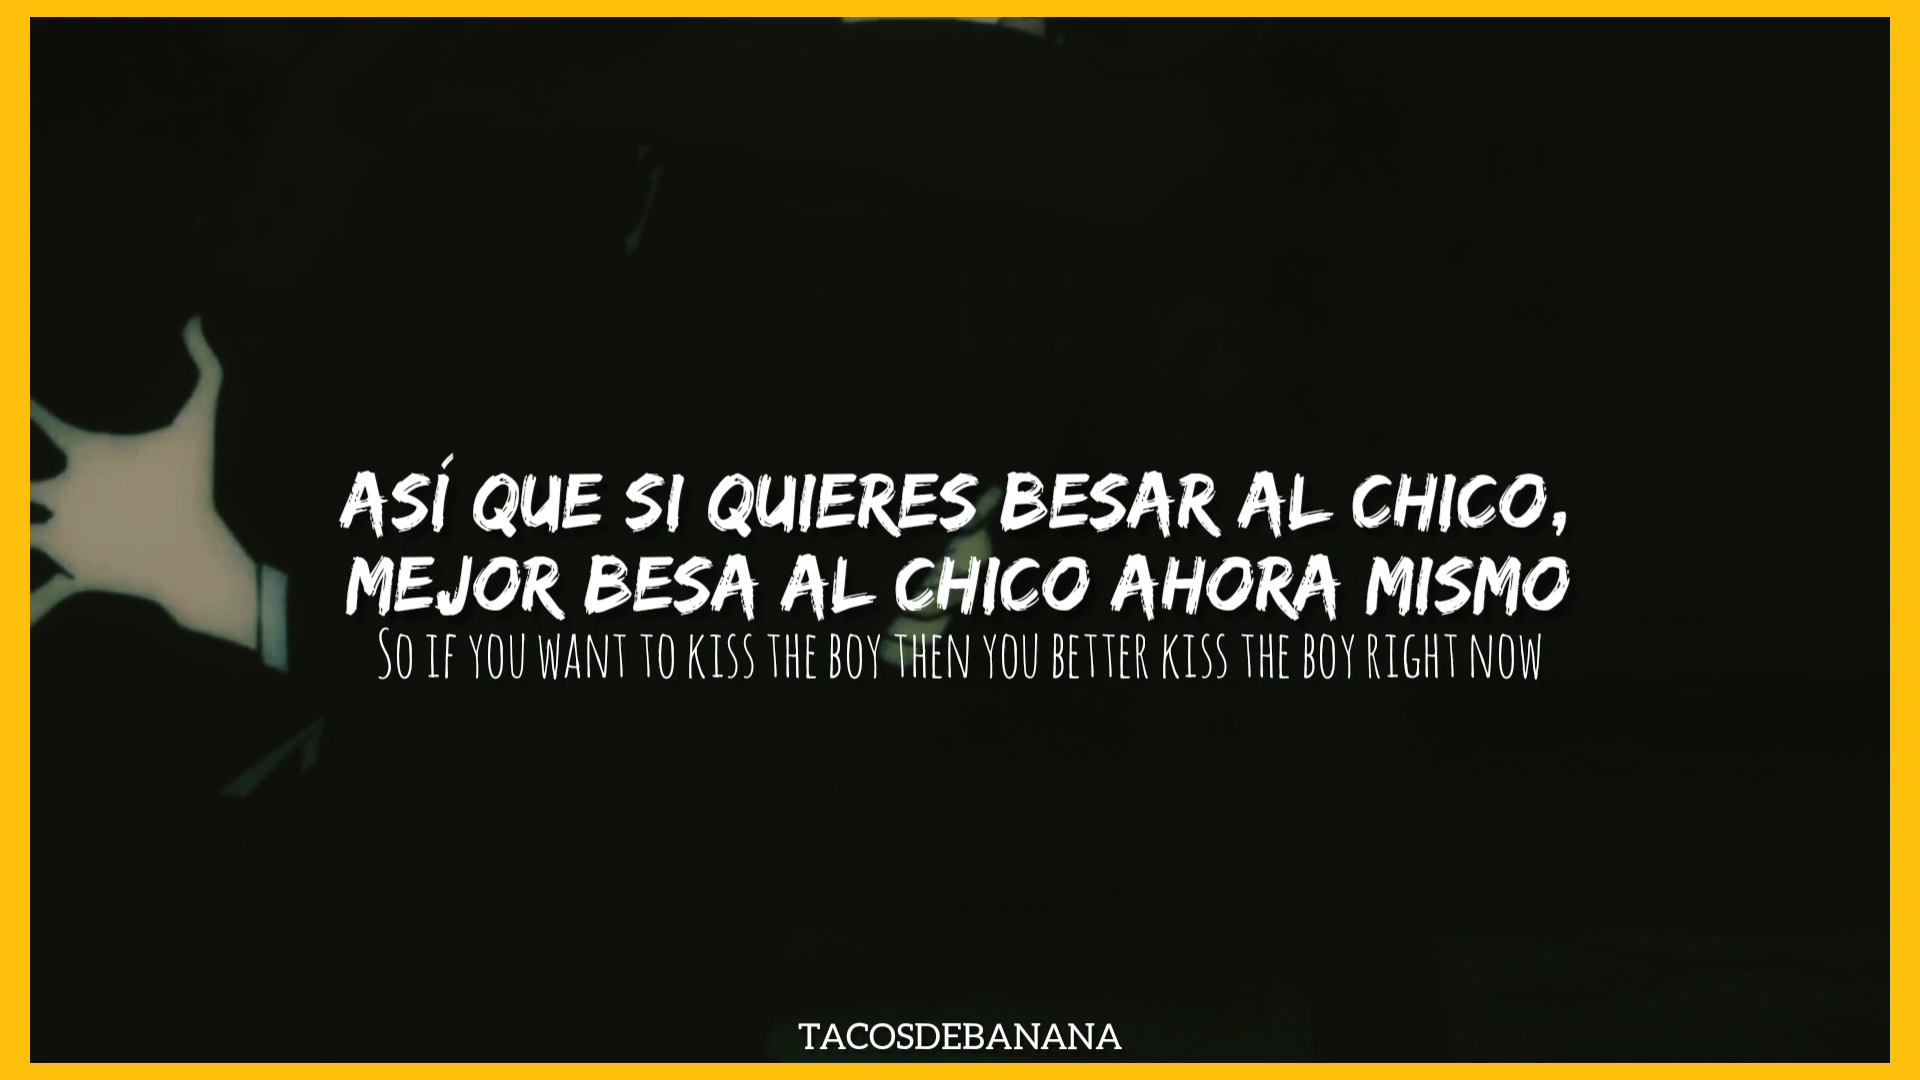 ASÍ QUE SI QUIERES BESAR AL CHICO,
MEJOR BESA AL CHICO AHORA MISMO
SO IF YOU WANT TO KISS THE BOY THEN YOU BETTER KISS THE BOY RIGHT NOW
TACOSDEBANANA